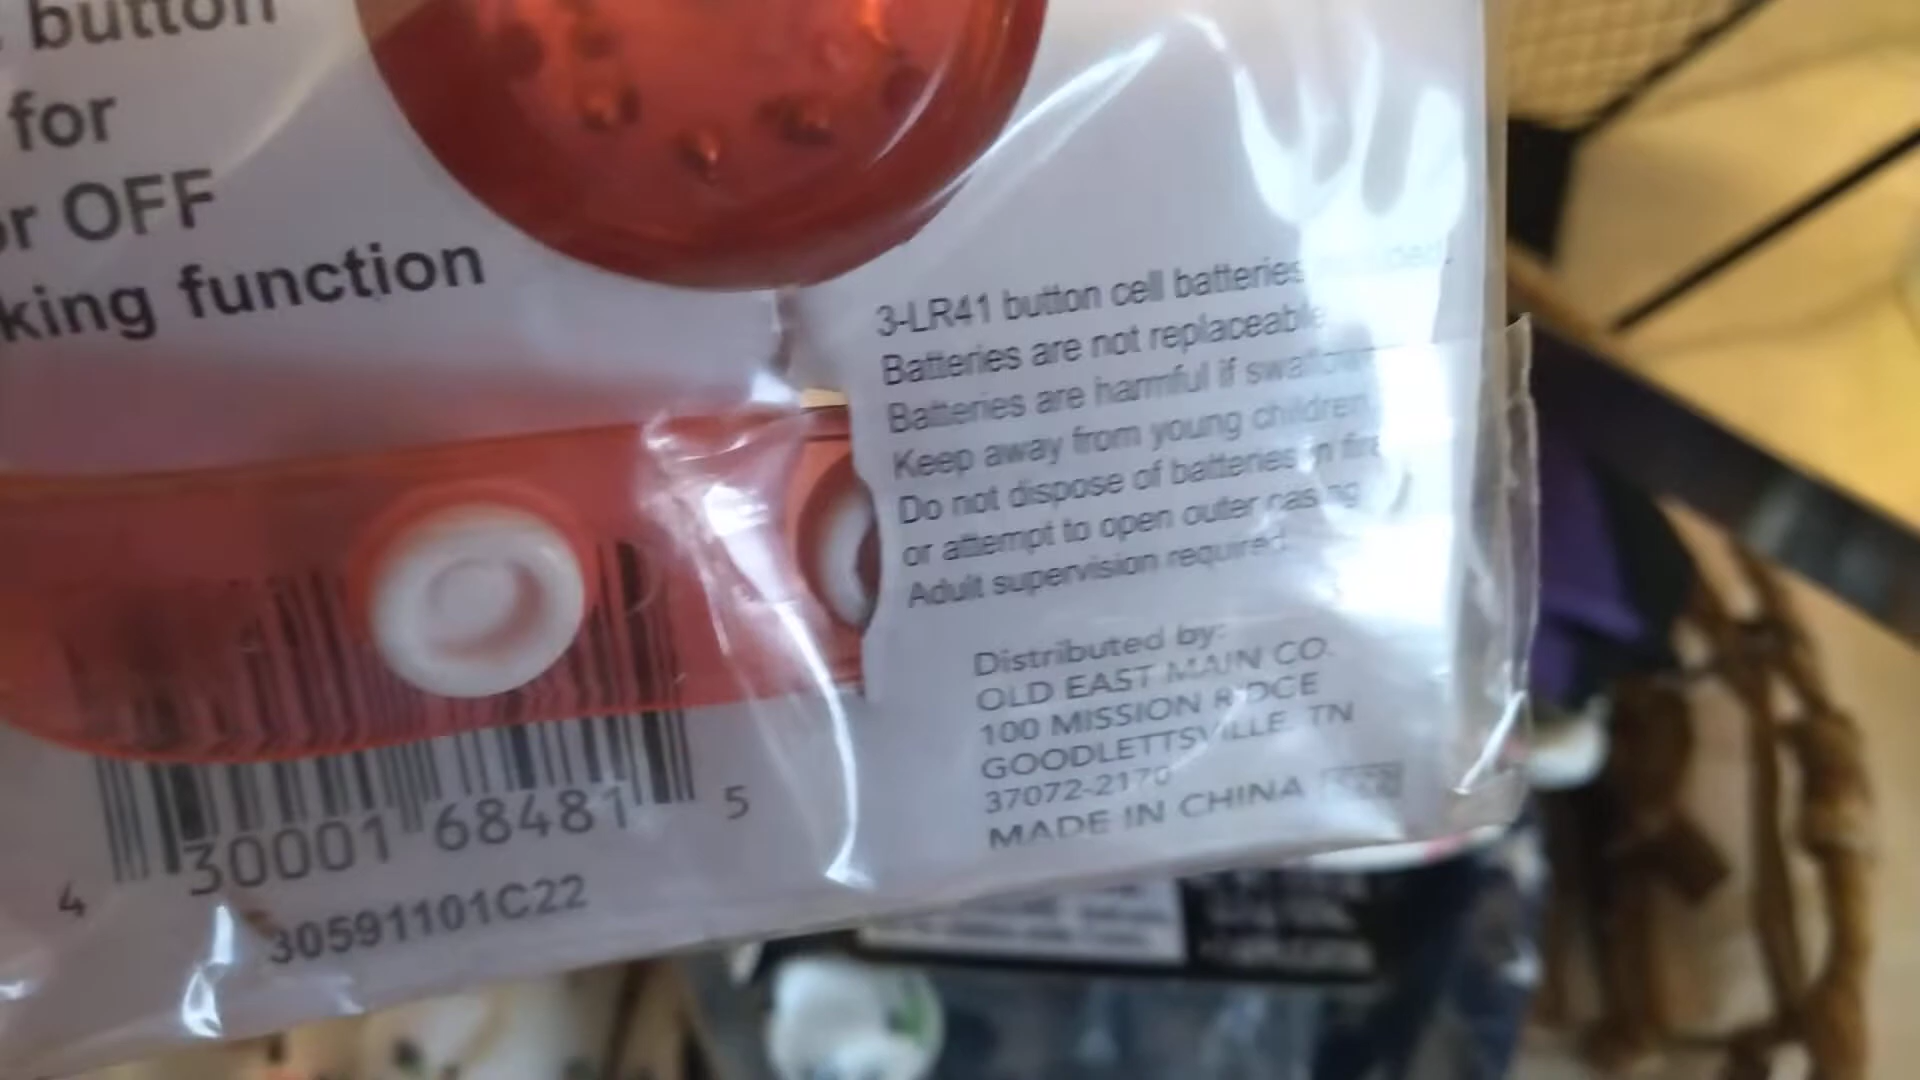 button
for
or OFF
king function
3-LR41 button cell batteries
Batteries are not replaceable
Batteries are harmful if swallow
Keep away from young children
Do not dispose of batteries in fire
or attempt to open outer casing
Adult supervision required
Distributed by:
OLD EAST MAIN CO.
100 MISSION RIDGE
GOODLETTSVILLE, TN
37072-2170
MADE IN CHINA
4 30001 68481 5
30591101C22